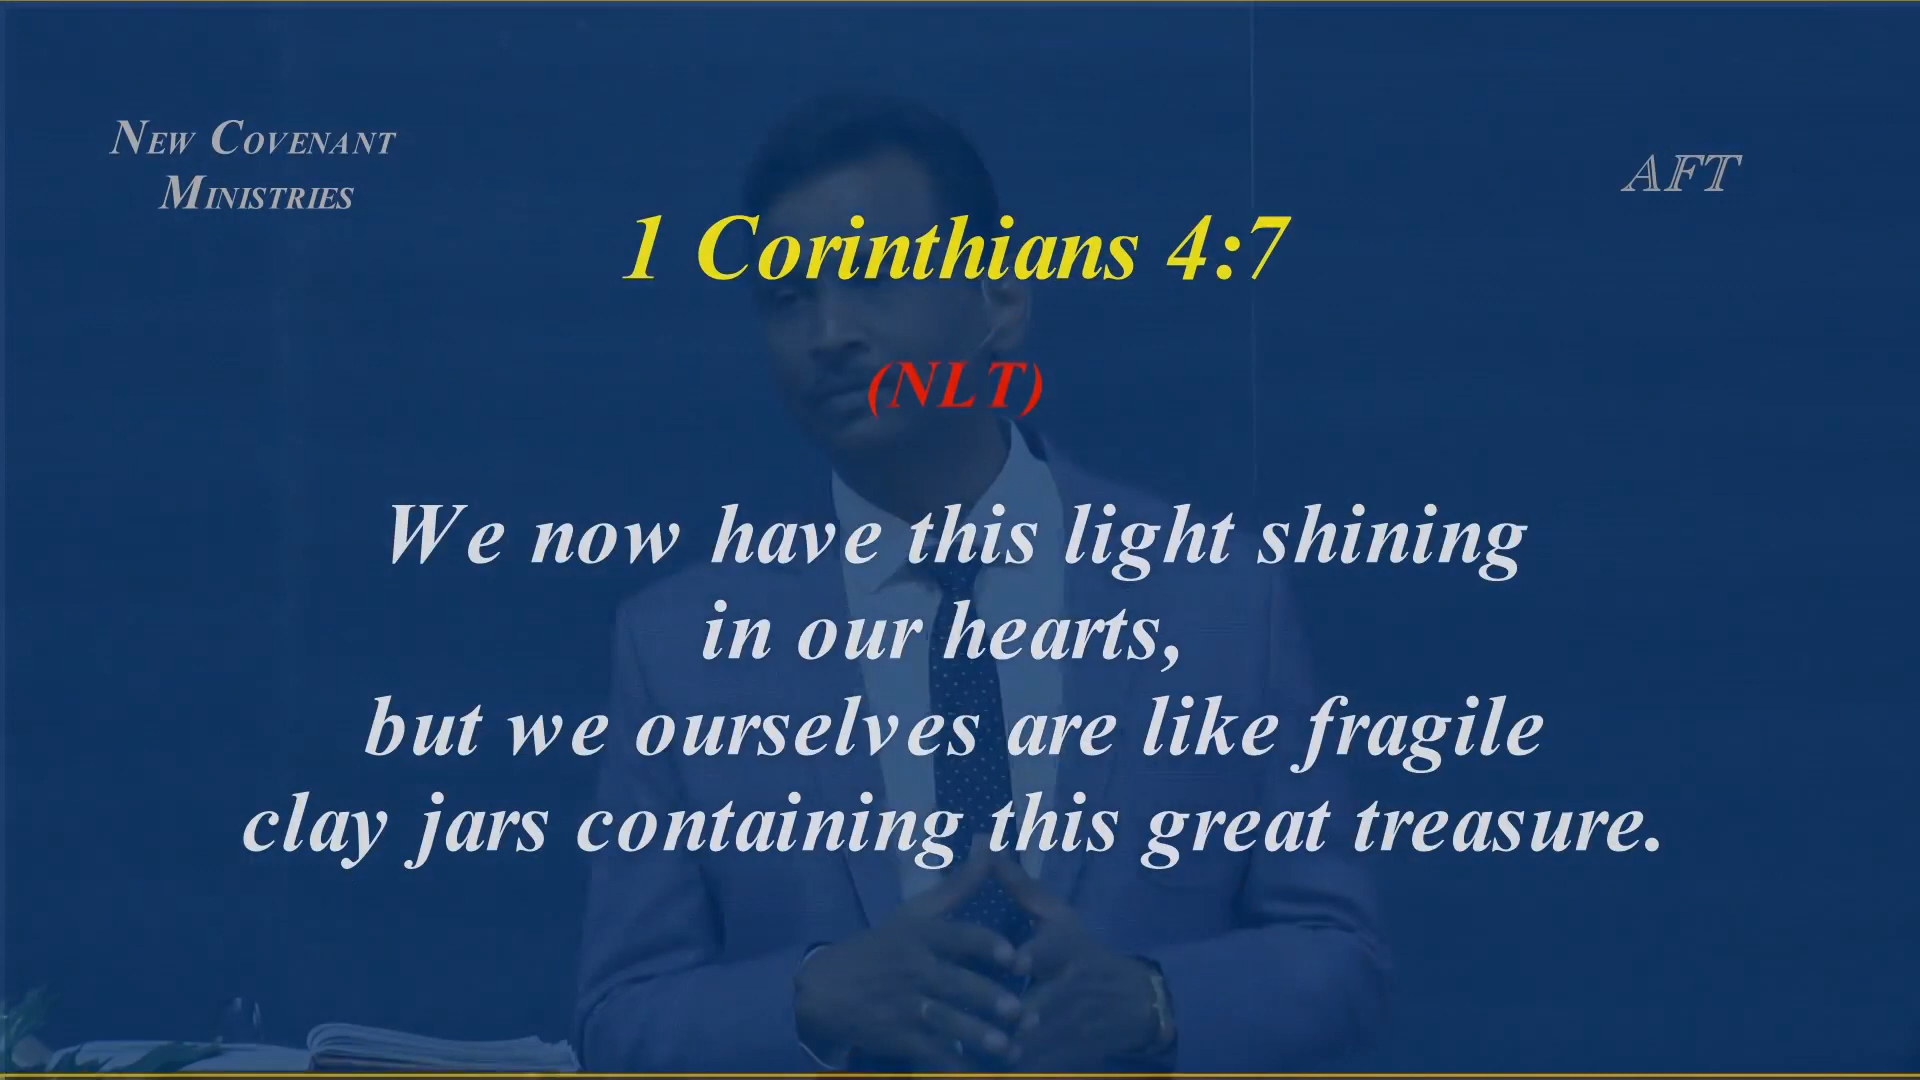 NEW COVENANT
MINISTRIES
AFT
1 Corinthians 4:7
(NLT)
We now have this light shining
in our hearts,
but we ourselves are like fragile
clay jars containing this great treasure.